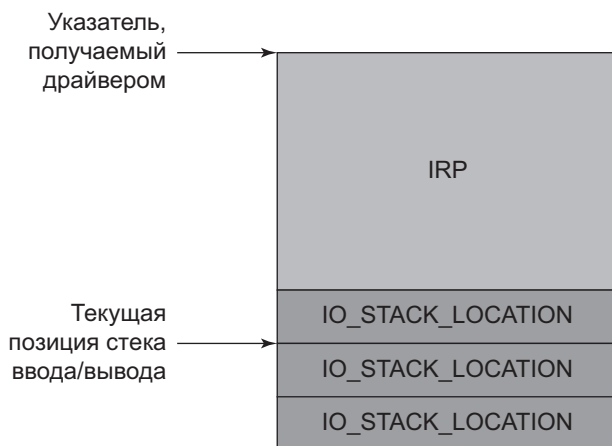 Указатель,
получаемый
драйвером
IRP
IO_STACK_LOCATION
Текущая
позиция стека
ввода/вывода
IO_STACK_LOCATION
IO_STACK_LOCATION